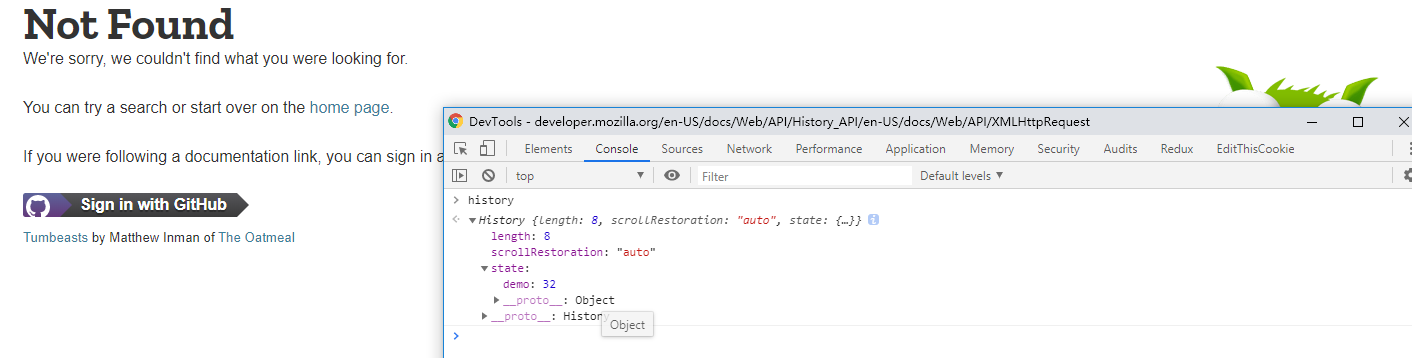 Not Found
We're sorry, we couldn't find what you were looking for.
You can try a search or start over on the home page.
If you were following a documentation link, you can sign in a
Sign in with GitHub
Tumbeasts by Matthew Inman of The Oatmeal
DevTools - developer.mozilla.org/en-US/docs/Web/API/History_API/en-US/docs/Web/API/XMLHttpRequest
Elements Console Sources Network Performance Application Memory Security Audits Redux EditThisCookie
top Filter Default levels
history
History {length: 8, scrollRestoration: "auto", state: {…}}
length: 8
scrollRestoration: "auto"
state:
demo: 32
__proto__: Object
__proto__: History
Object